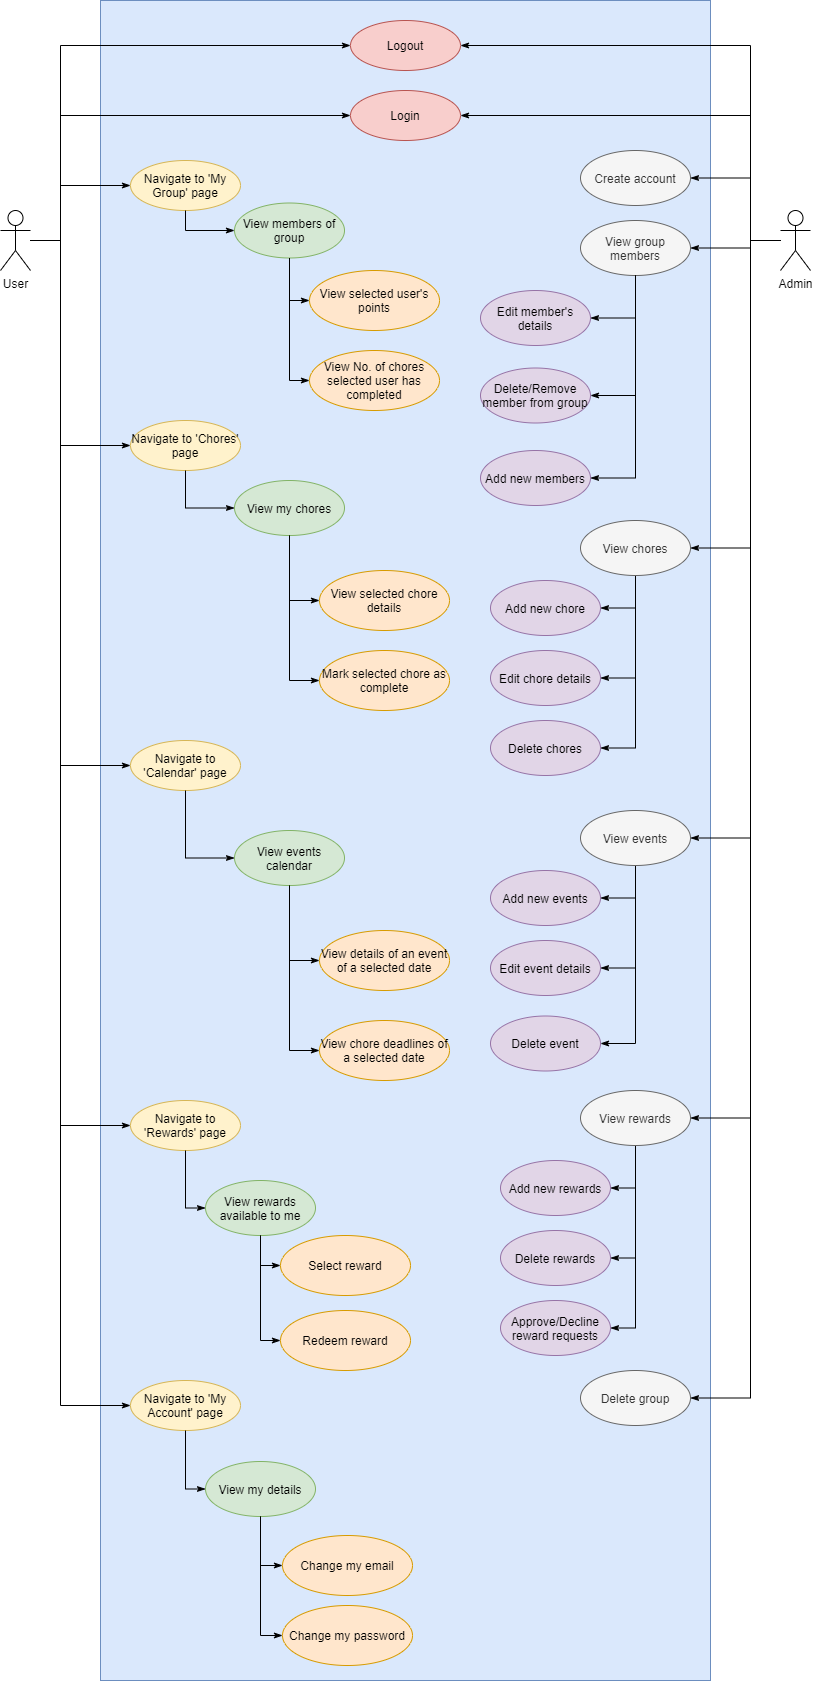 Logout
Login
Navigate to 'My
Group' page
Create account
View members of
group
View group
members
User
Admin
View selected user's
points
Edit member's
details
View No. of chores
selected user has
completed
Delete/Remove
member from group
Navigate to 'Chores'
page
Add new members
View my chores
View chores
View selected chore
details
Add new chore
Mark selected chore as
complete
Edit chore details
Delete chores
Navigate to
'Calendar' page
View events
View events
calendar
Add new events
View details of an event
of a selected date
Edit event details
View chore deadlines of
a selected date
Delete event
Navigate to
'Rewards' page
View rewards
View rewards
available to me
Add new rewards
Select reward
Delete rewards
Redeem reward
Approve/Decline
reward requests
Navigate to 'My
Account' page
Delete group
View my details
Change my email
Change my password